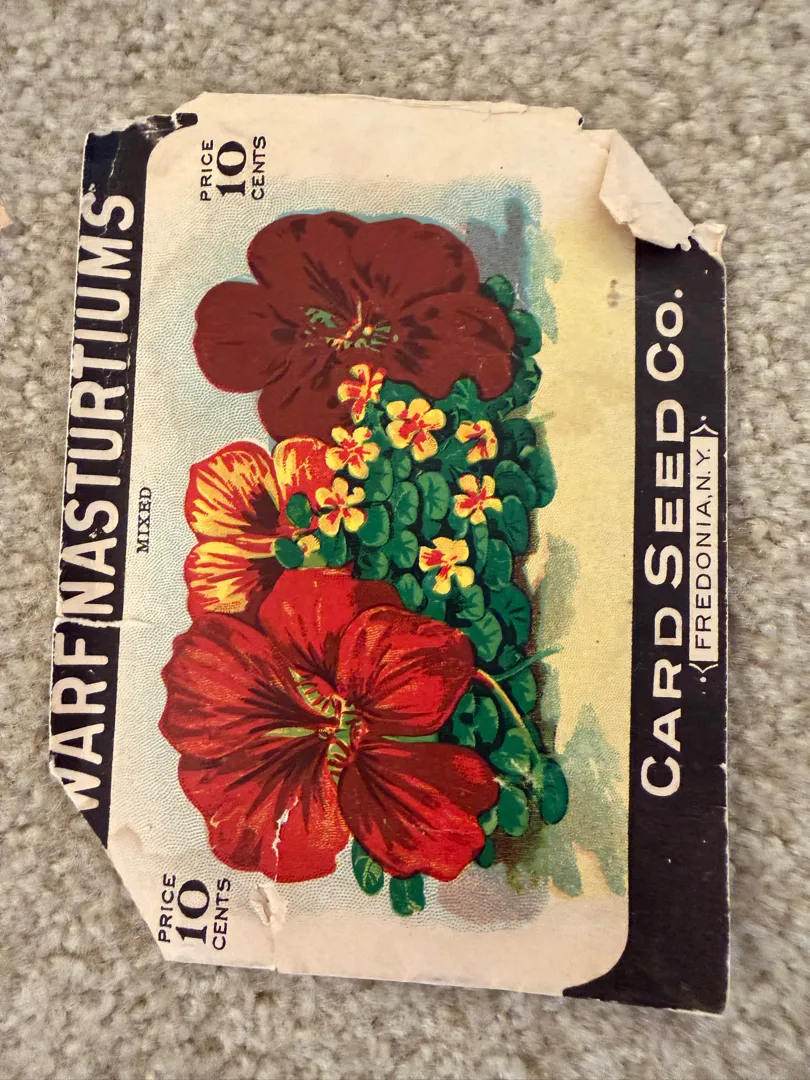 WARF NASTURTIUMS
MIXED
PRICE
10
CENTS
PRICE
10
CENTS
CARD SEED CO.
FREDONIA, N.Y.